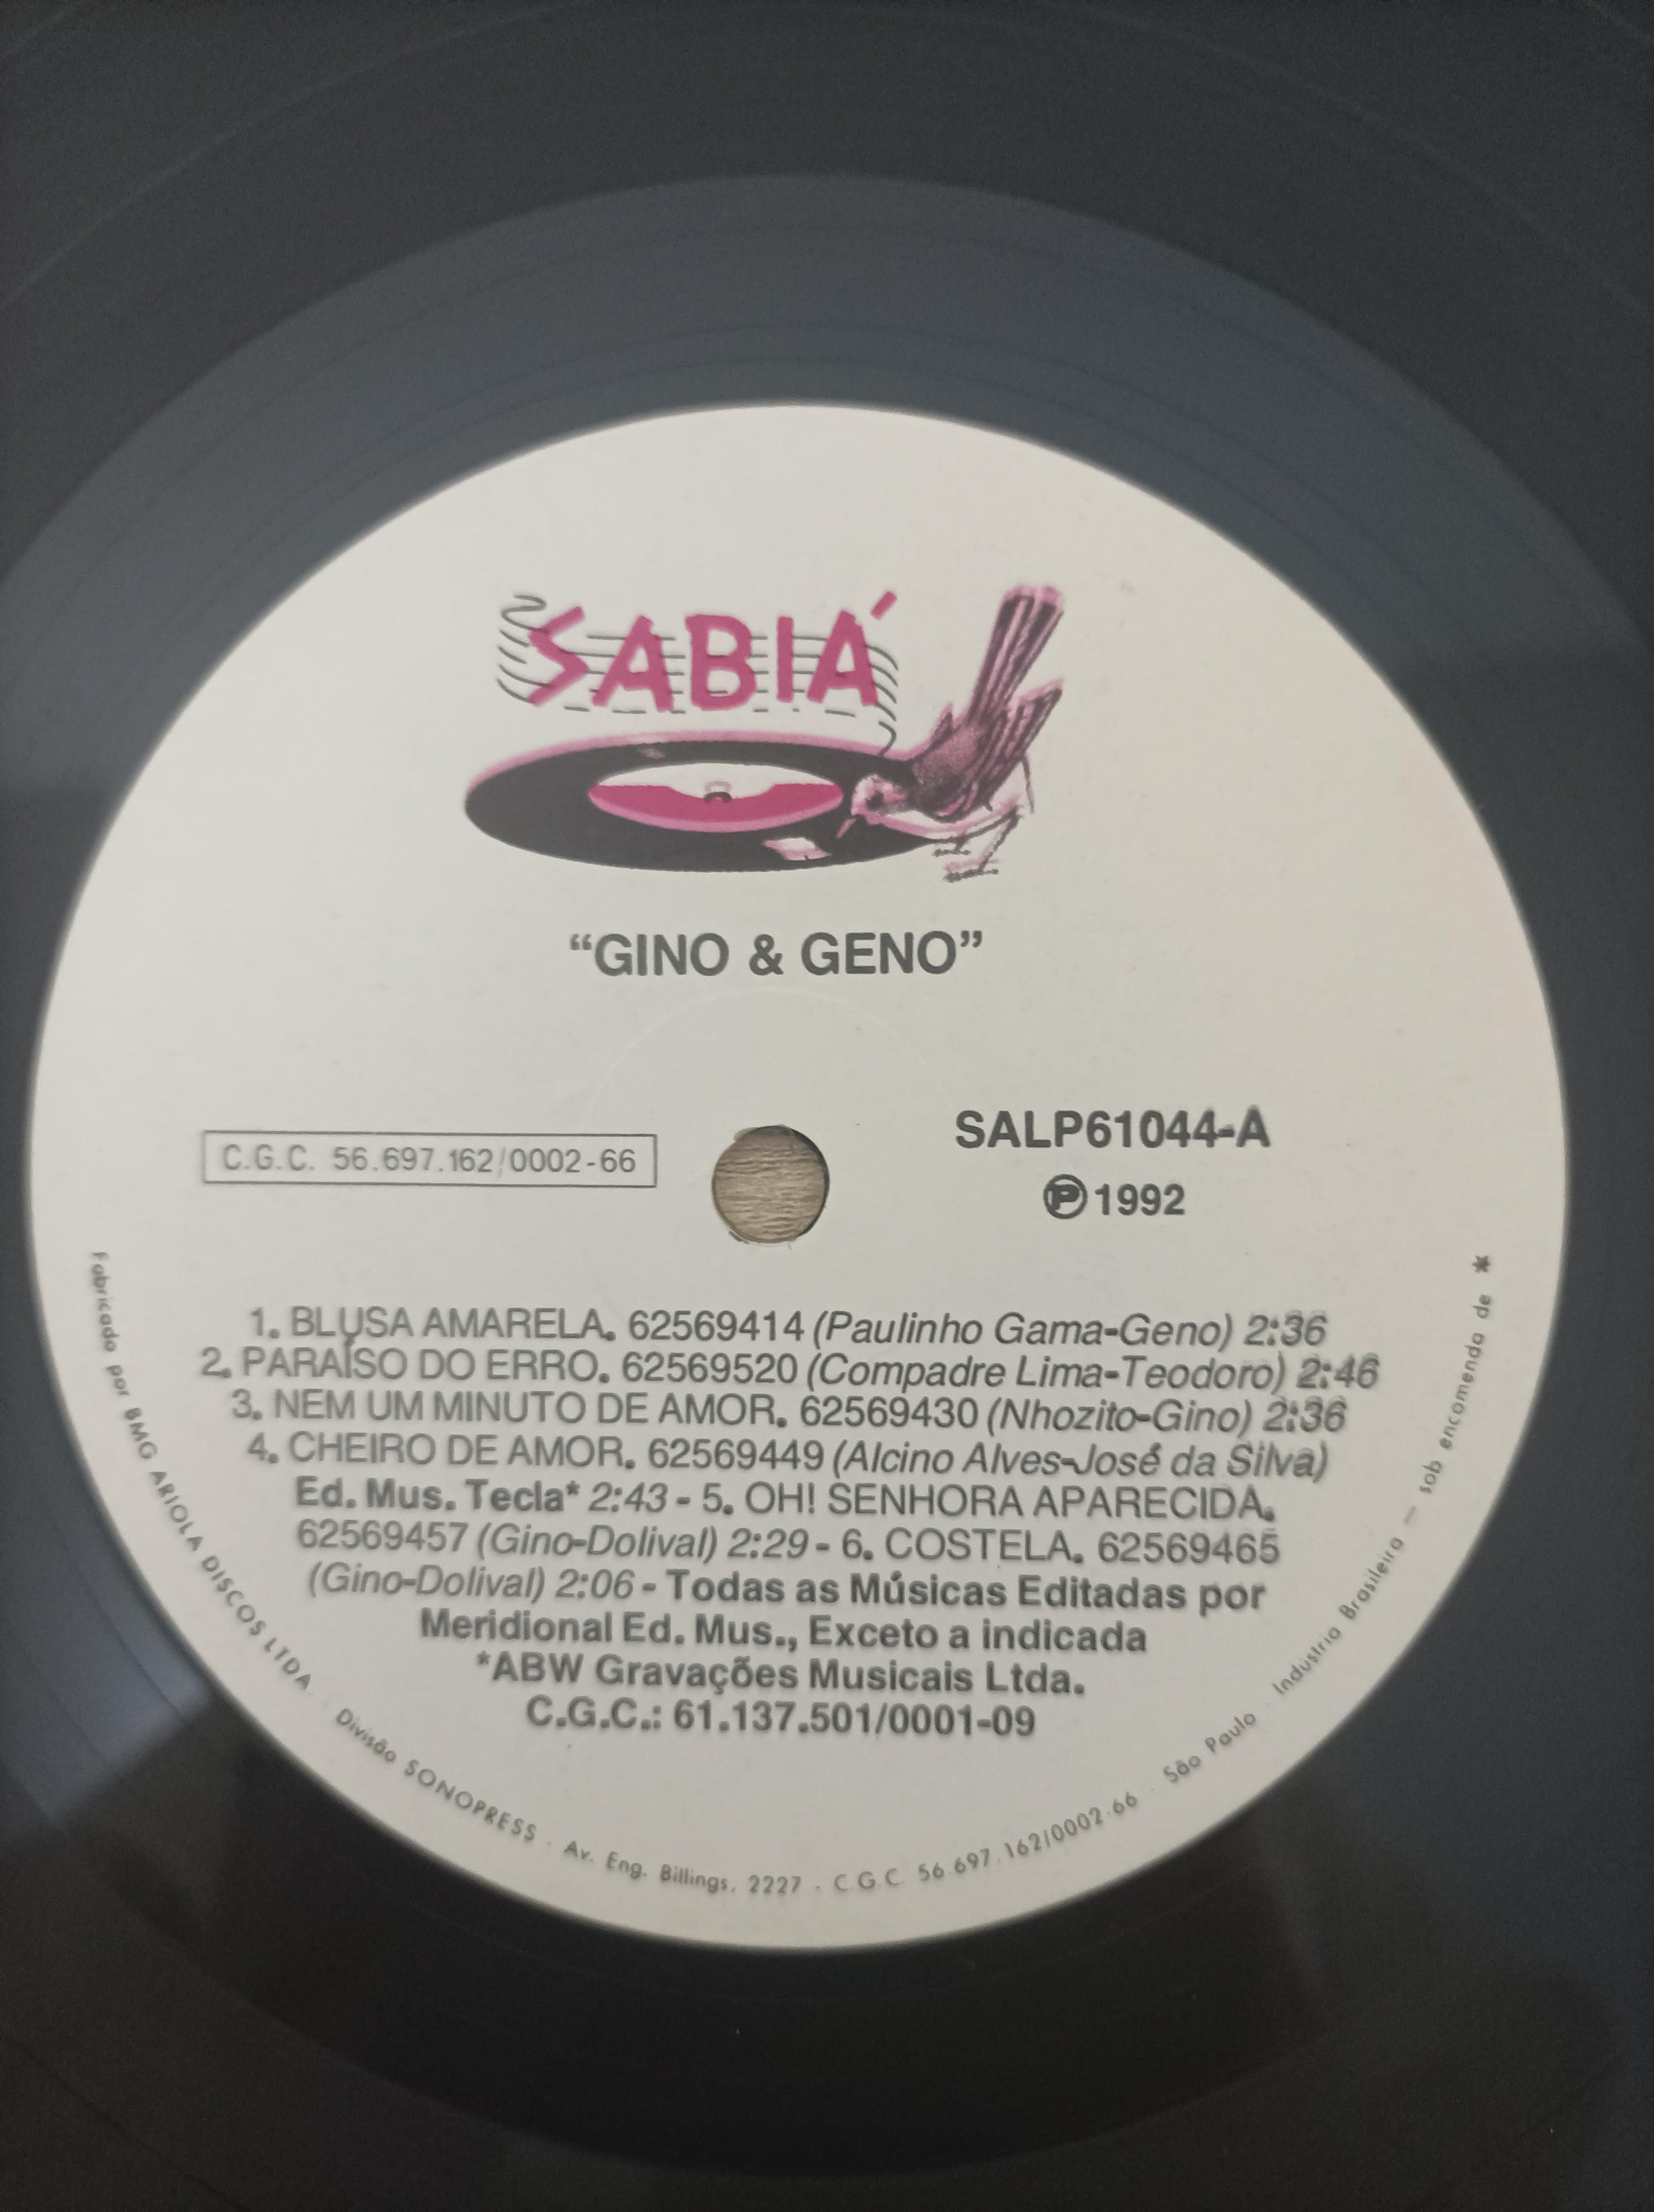 SABIÁ
“GINO & GENO”
C.G.C. 56.697.162/0002-66
SALP61044-A
Ⓟ1992
1. BLUSA AMARELA. 62569414 (Paulinho Gama-Geno) 2:36
2. PARAÍSO DO ERRO. 62569520 (Compadre Lima-Teodoro) 2:46
3. NEM UM MINUTO DE AMOR. 62569430 (Nhozito-Gino) 2:36
4. CHEIRO DE AMOR. 62569449 (Alcino Alves-José da Silva)
Ed. Mus. Tecla* 2:43 - 5. OH! SENHORA APARECIDA.
62569457 (Gino-Dolival) 2:29 - 6. COSTELA. 62569465
(Gino-Dolival) 2:06 - Todas as Músicas Editadas por
Meridional Ed. Mus., Exceto a indicada
*ABW Gravações Musicais Ltda.
C.G.C.: 61.137.501/0001-09
Fabricado por BMG ARIOLA DISCOS LTDA. · Divisão SONOPRESS · Av. Eng. Billings, 2227 - C.G.C. 56.697.162/0002-66 · São Paulo · Indústria Brasileira — sob encomenda de *